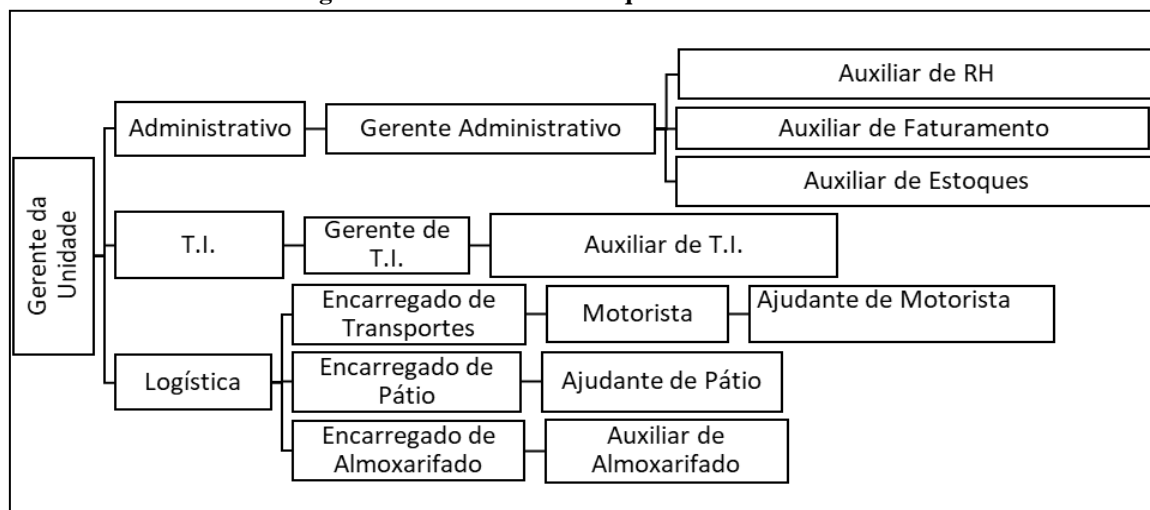 Gerente da
Unidade
Administrativo
Gerente Administrativo
Auxiliar de RH
Auxiliar de Faturamento
Auxiliar de Estoques
T.I.
Gerente de
T.I.
Auxiliar de T.I.
Logística
Encarregado de
Transportes
Motorista
Ajudante de Motorista
Encarregado de
Pátio
Ajudante de Pátio
Encarregado de
Almoxarifado
Auxiliar de
Almoxarifado